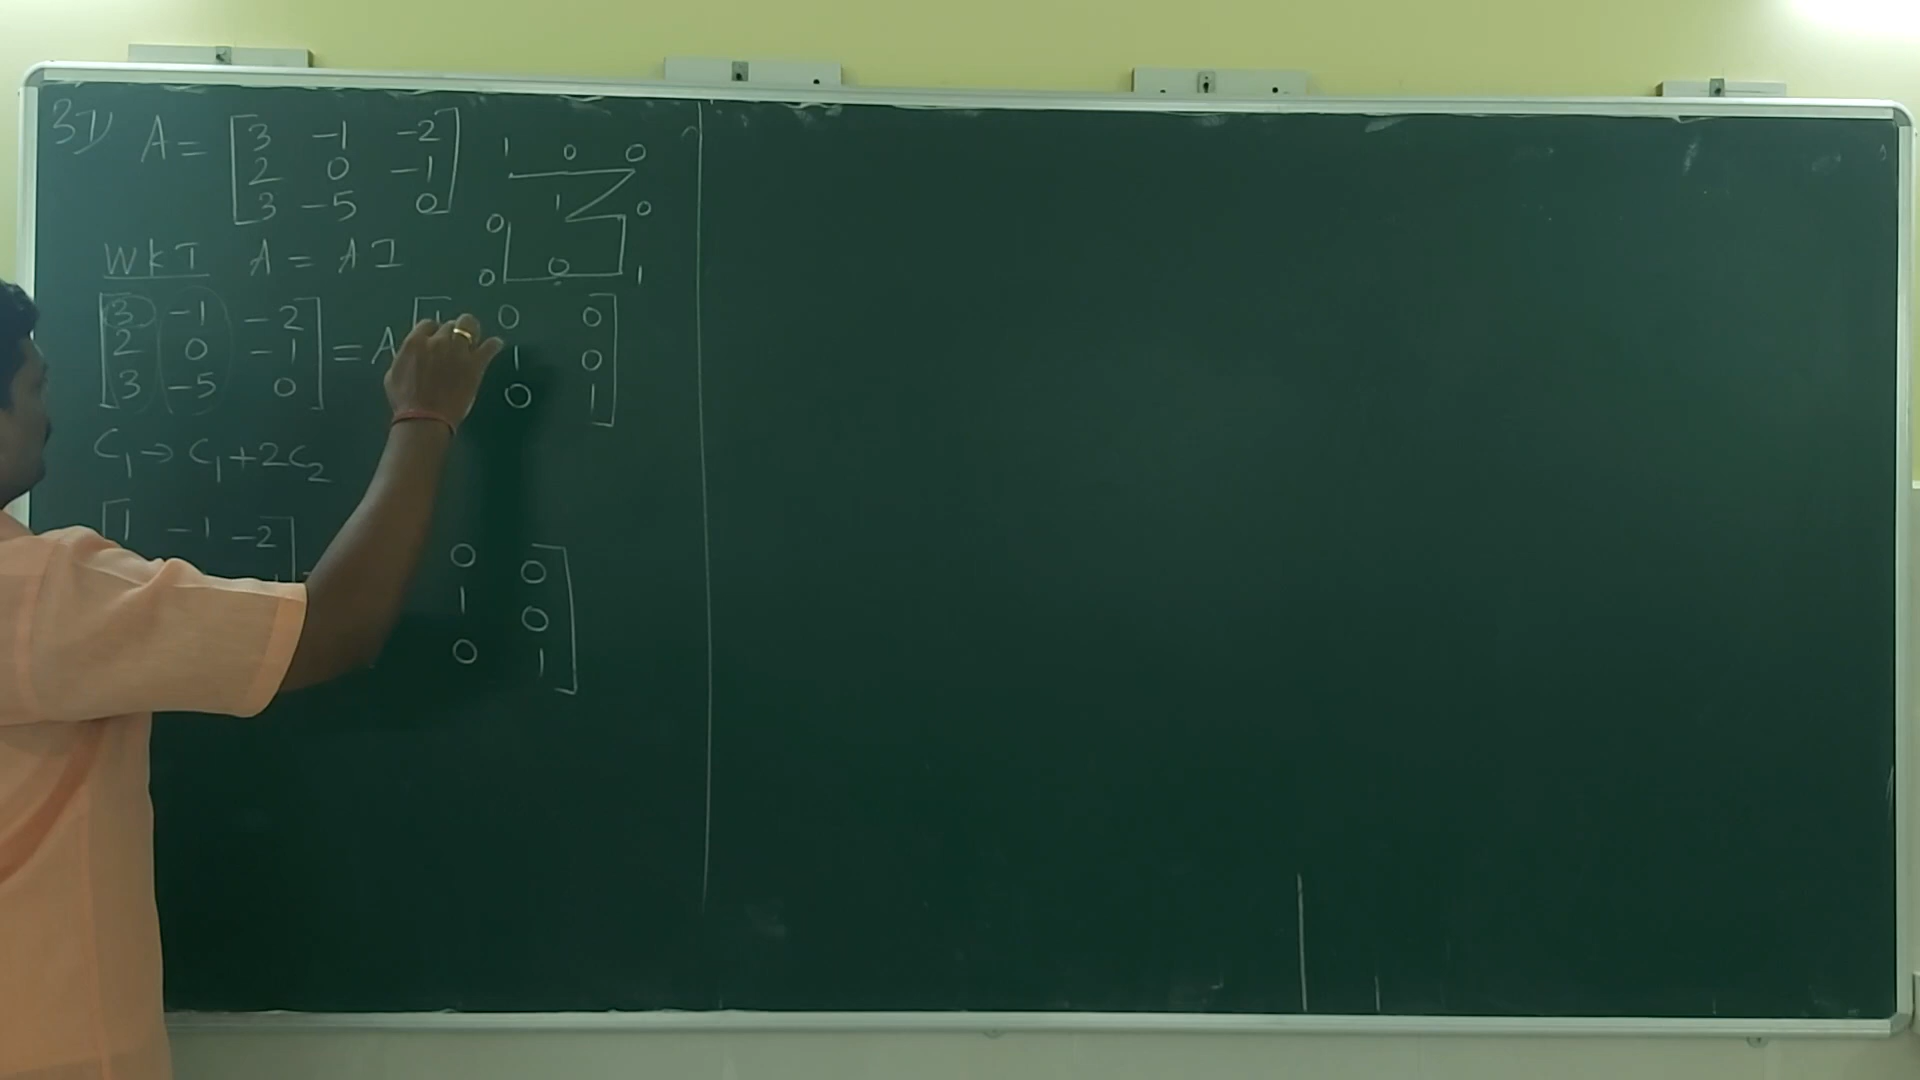 3) A = [3 -1 -2
2 0 -1
3 -5 0]
1 0 0
0 1 0
0 0 1
WKT A = AI
[3 -1 -2
2 0 -1
3 -5 0] = A [1 0 0
1 0
0 1]
C₁ → C₁ + 2C₂
[1 -1 -2]
0 0
1 0
0 1]